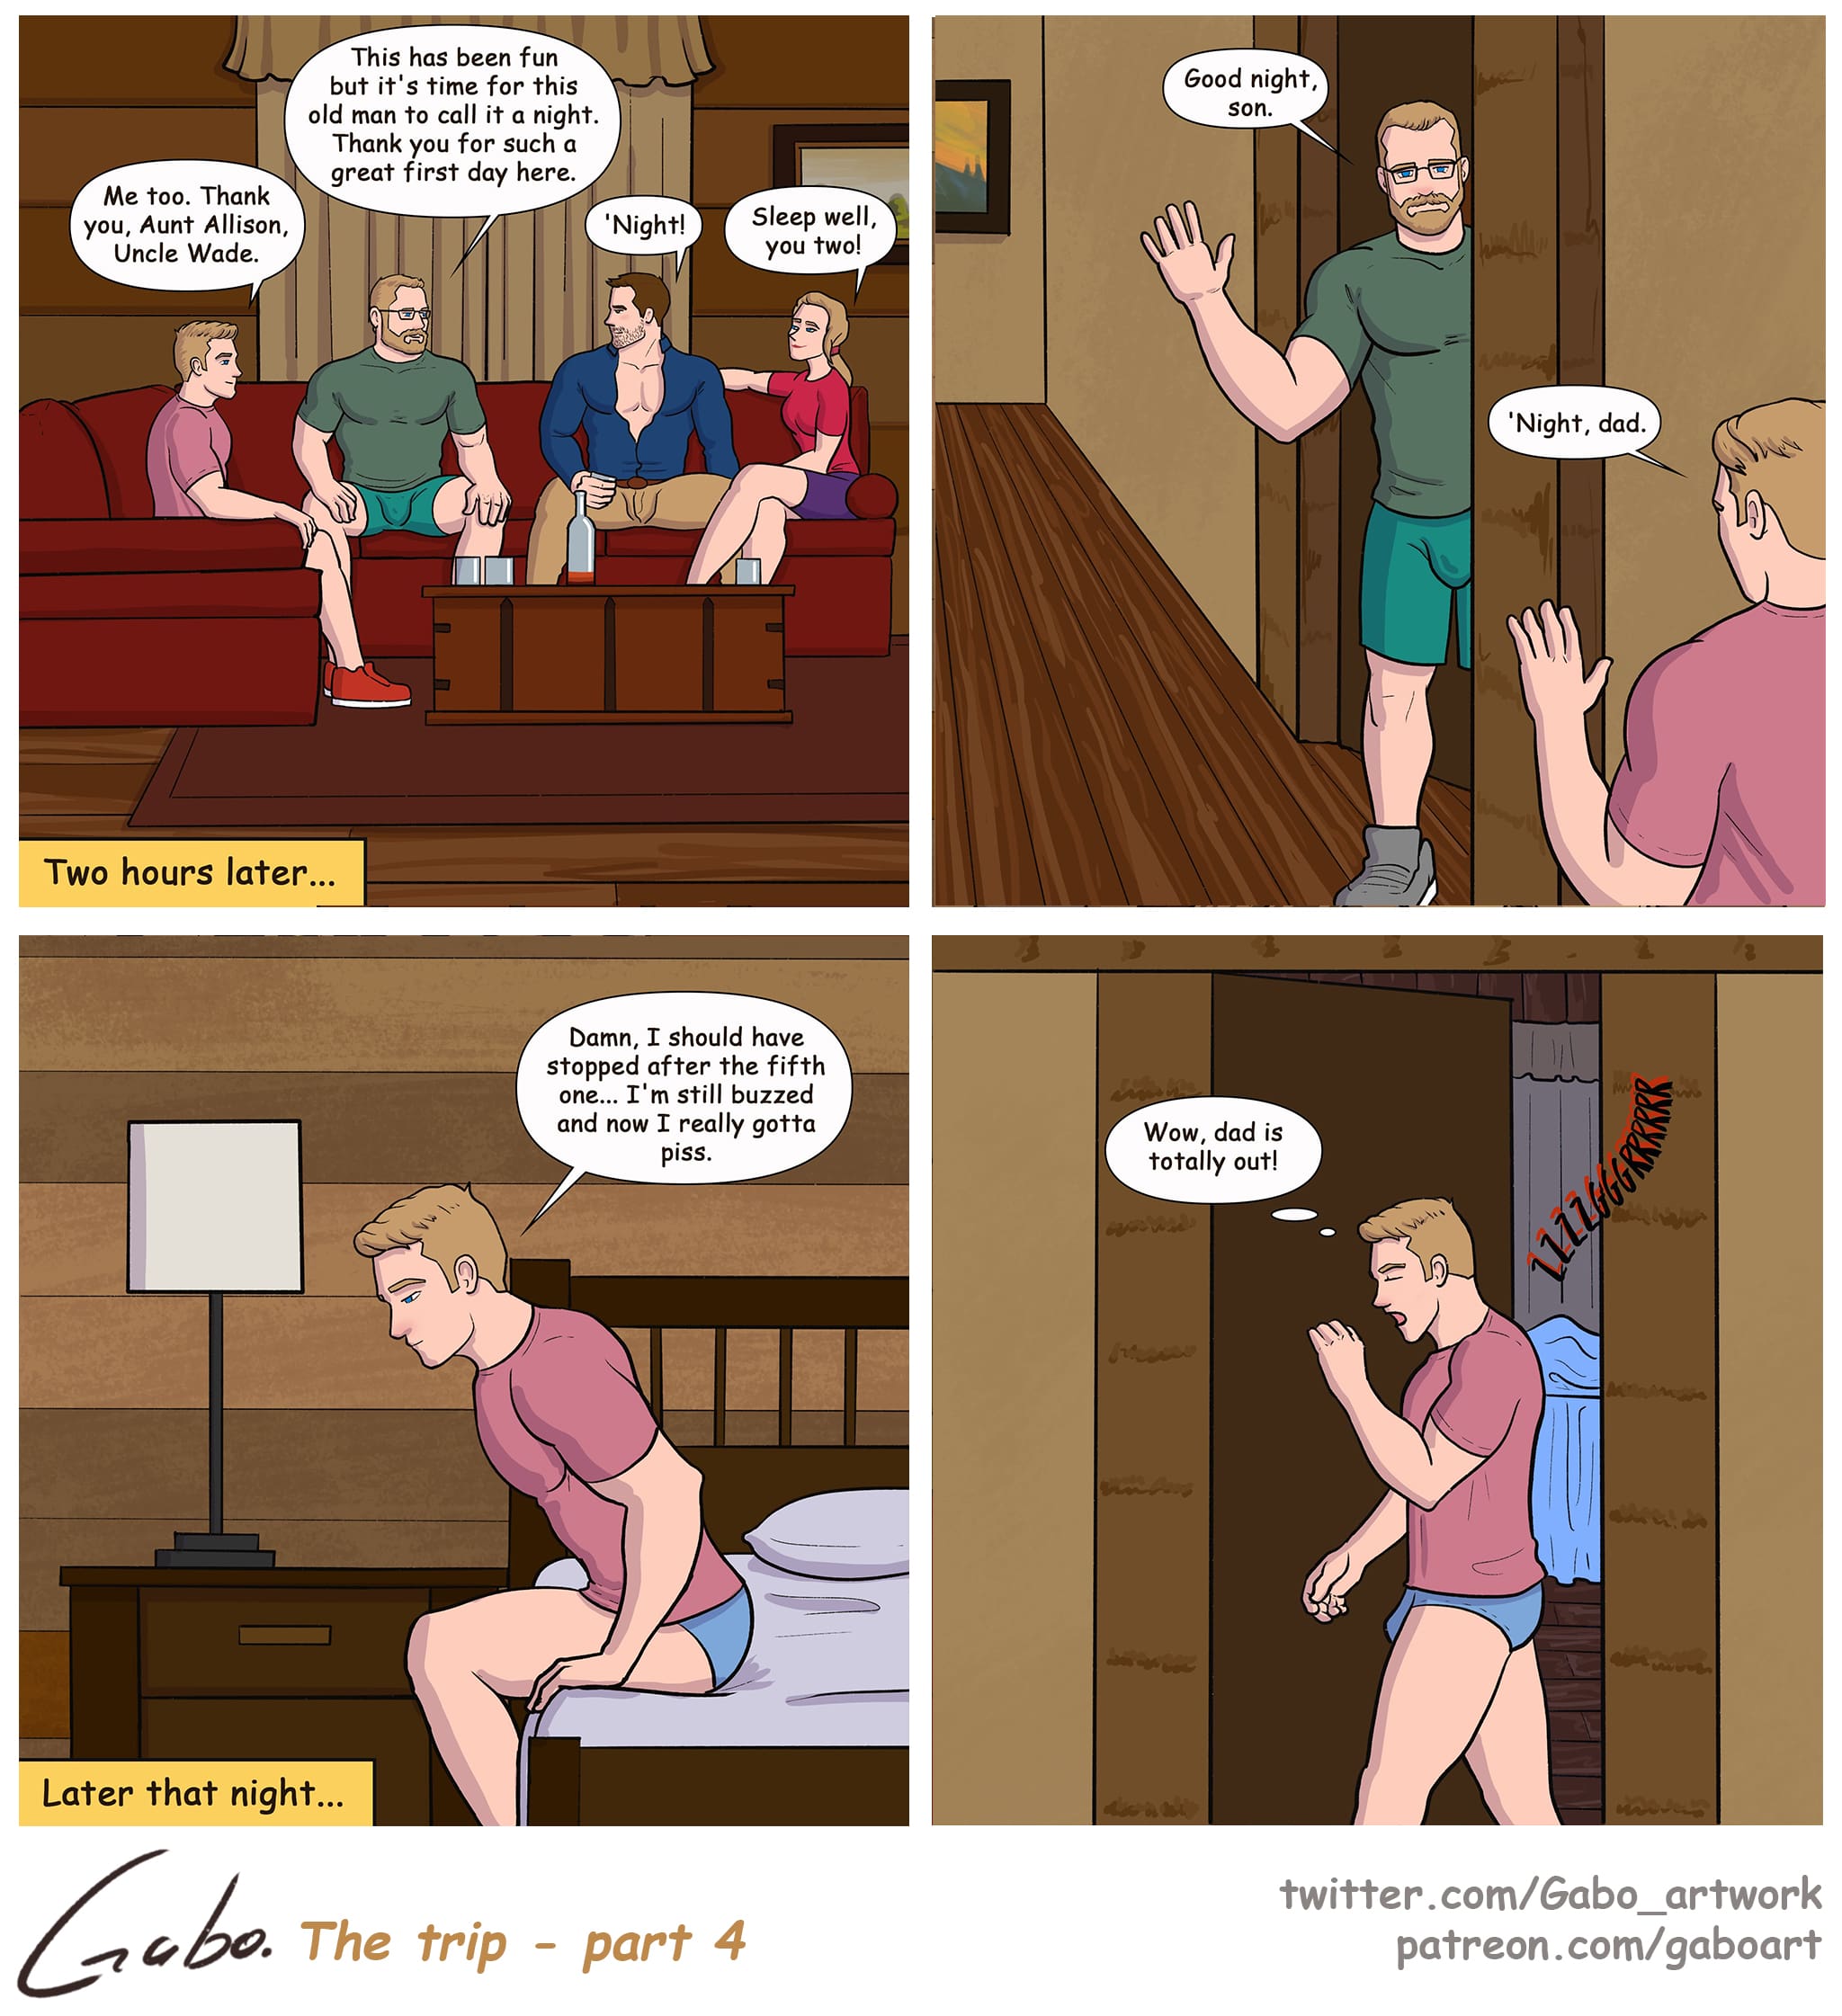 This has been fun
but it's time for this
old man to call it a night.
Thank you for such a
great first day here.
Me too. Thank
you, Aunt Allison,
Uncle Wade.
'Night!
Sleep well,
you two!
Two hours later...
Good night,
son.
'Night, dad.
Damn, I should have
stopped after the fifth
one... I'm still buzzed
and now I really gotta
piss.
Later that night...
Wow, dad is
totally out!
ZZZZGGGRRRRRR
Gabo. The trip - part 4
twitter.com/Gabo_artwork
patreon.com/gaboart